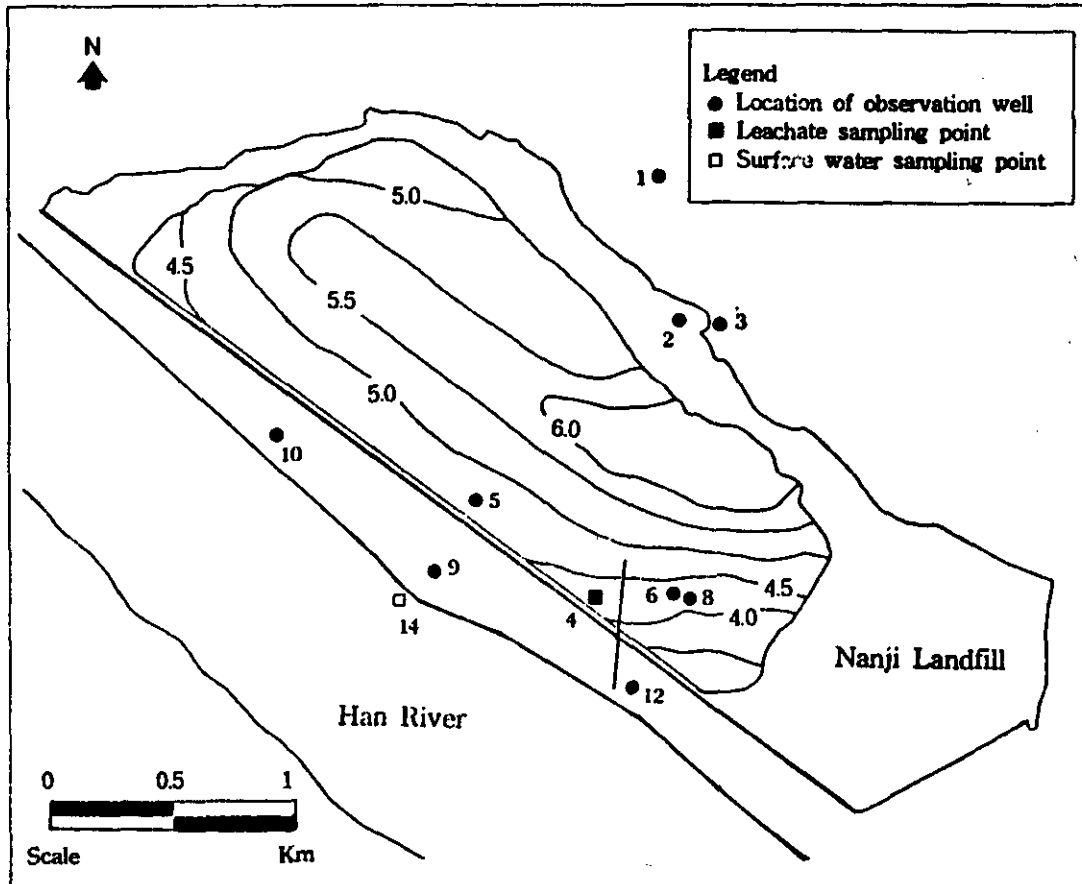 N
Legend
Location of observation well
Leachate sampling point
water sampling point
1
5.0
4.5
2
3
5.5
5.0
6.0
10
5
9
14
4
6
8
4.5
4.0
12
Nanji Landfill
Han River
0 0.5 1
Scale Km